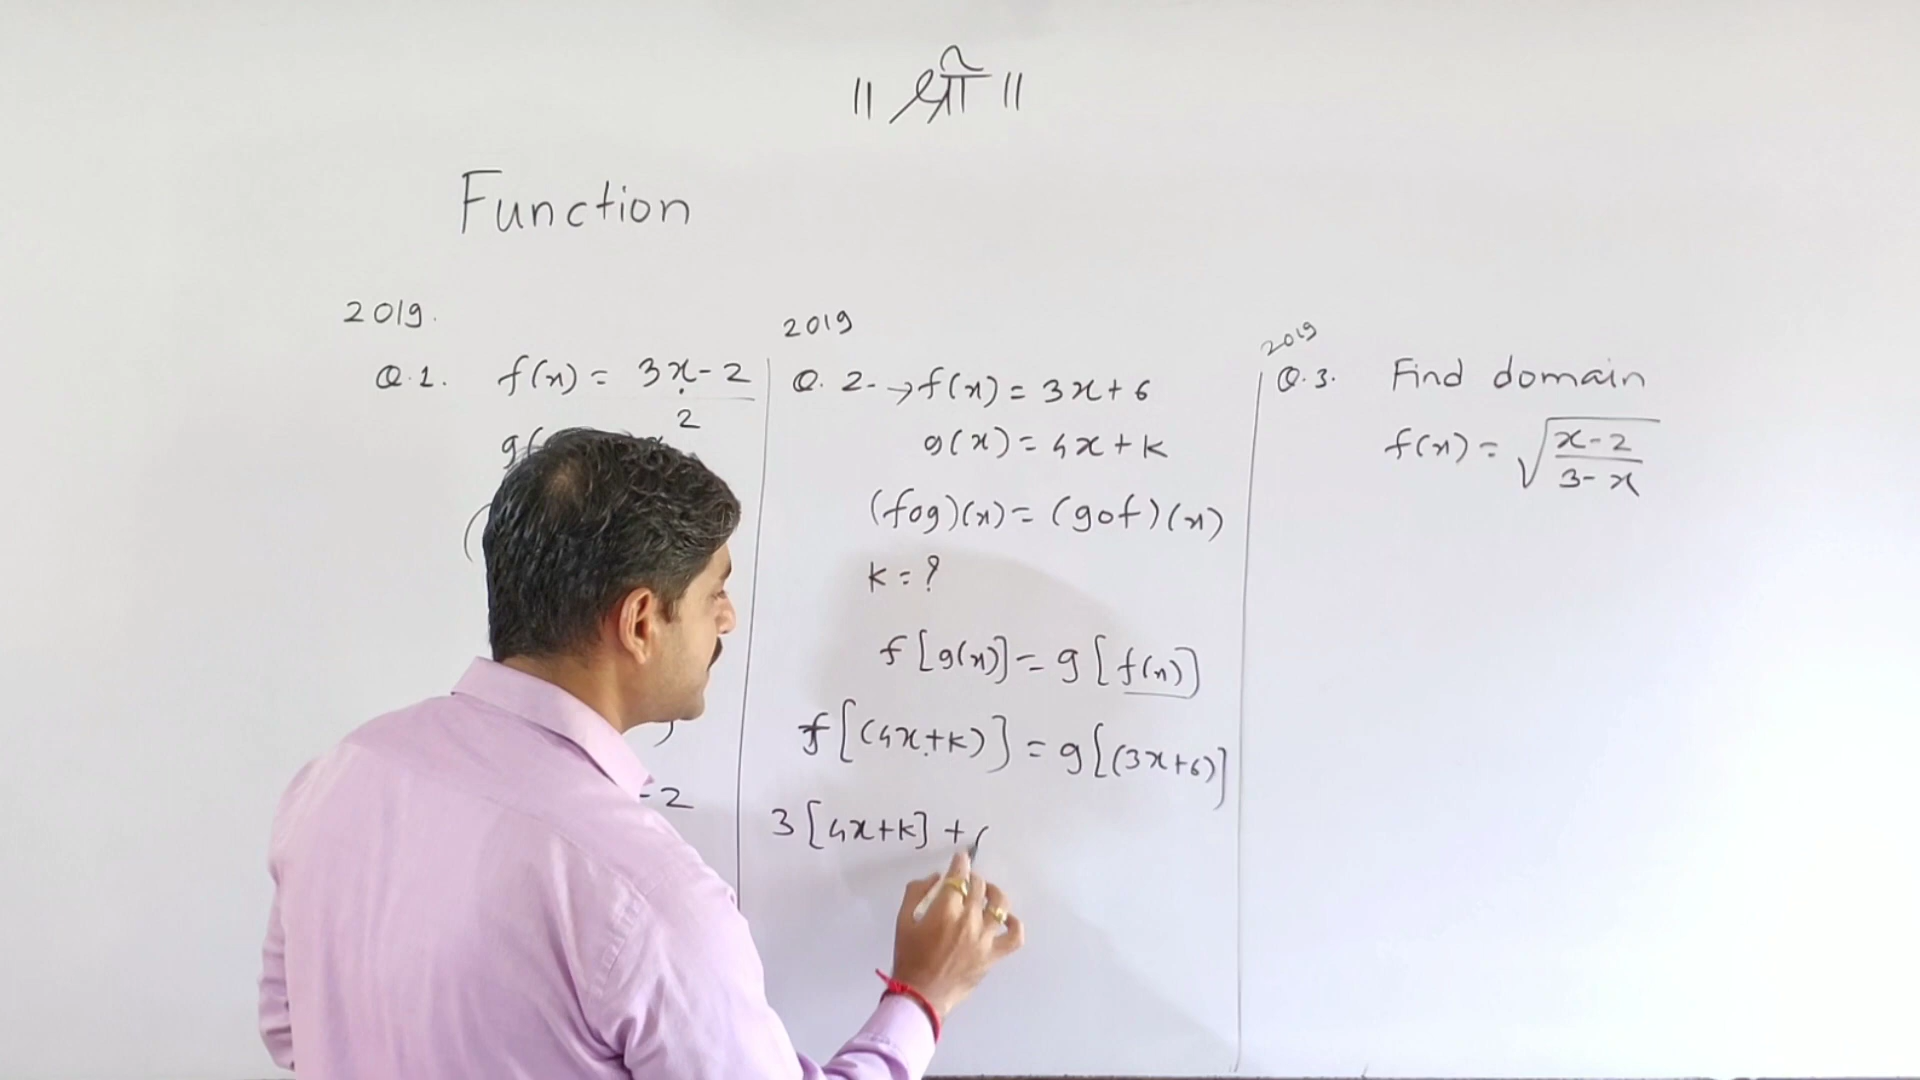 ॥ श्री ॥
Function
2019.
Q.1. f(x) = 3x-2
2
g(
(
)
-2
2019
Q. 2. → f(x) = 3x+6
g(x) = 4x+k
(fog)(x) = (gof)(x)
k = ?
f[g(x)] = g[f(x)]
f[(4x+k)] = g[(3x+6)]
3[4x+k] +
2019
Q.3. Find domain
f(x) = √
x-2
3-x